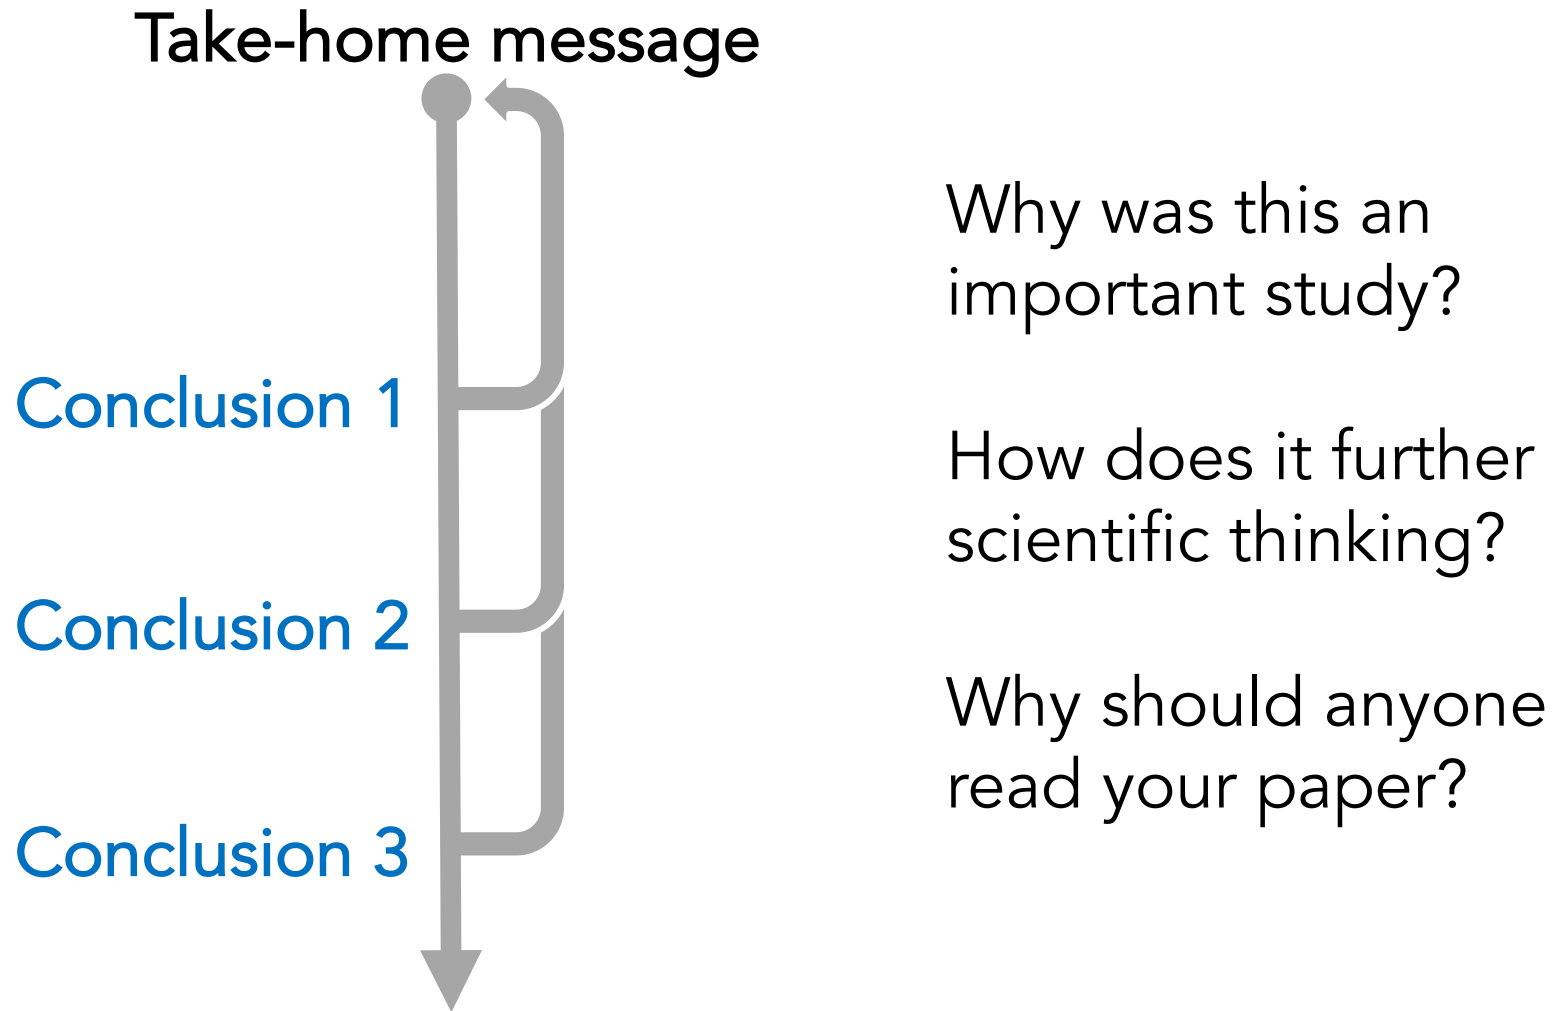 Take-home message
Conclusion 1
Conclusion 2
Conclusion 3
Why was this an
important study?
How does it further
scientific thinking?
Why should anyone
read your paper?